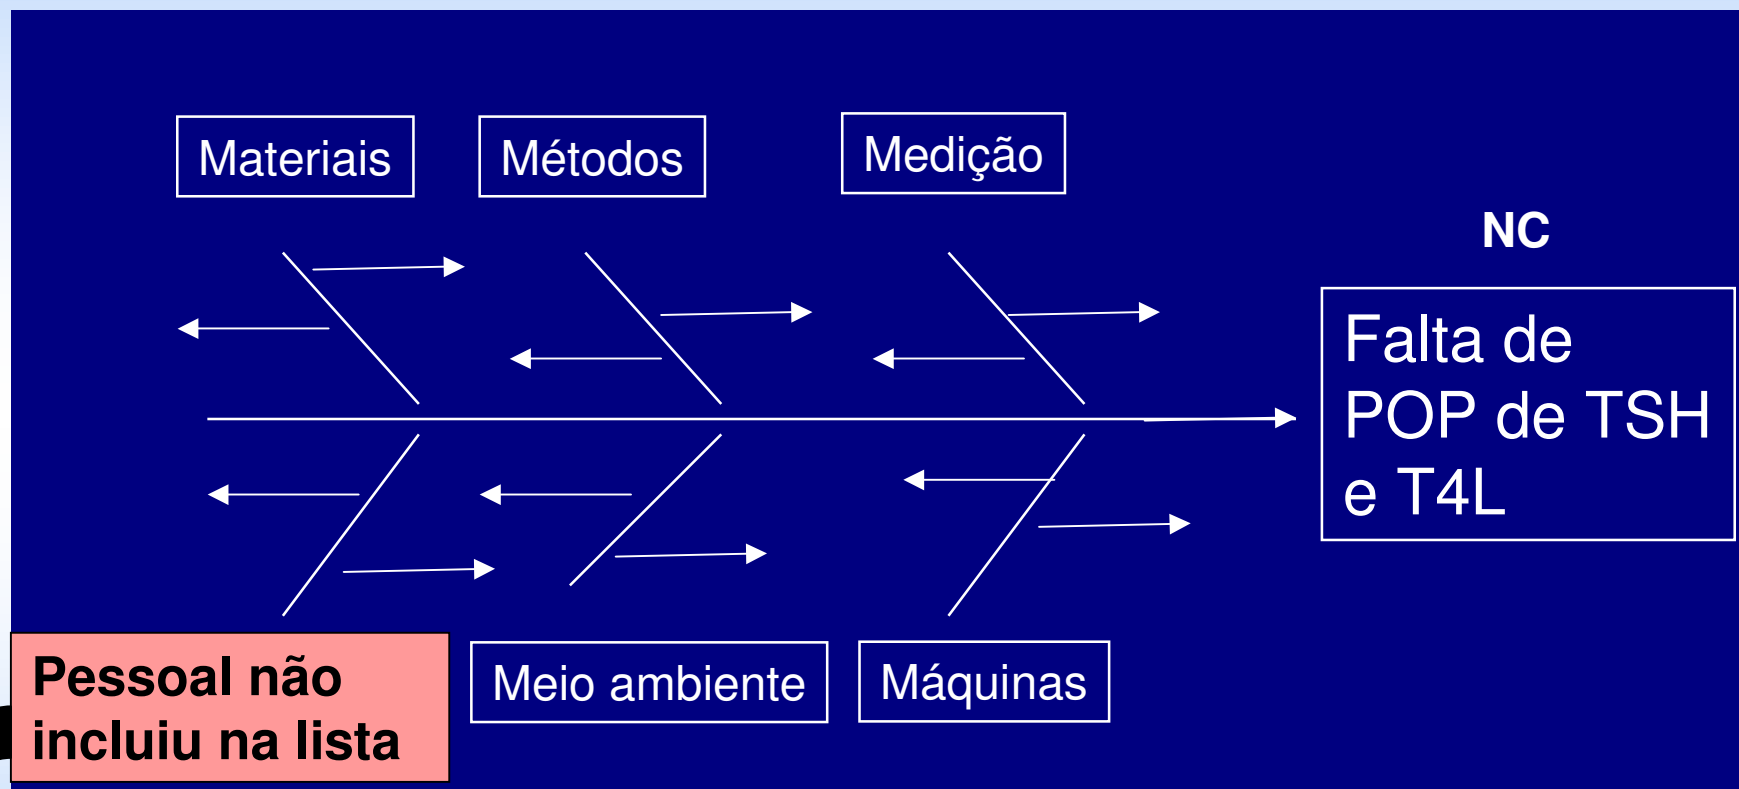 Materiais
Métodos
Medição
NC
Falta de
POP de TSH
e T4L
Pessoal não
incluiu na lista
Meio ambiente
Máquinas